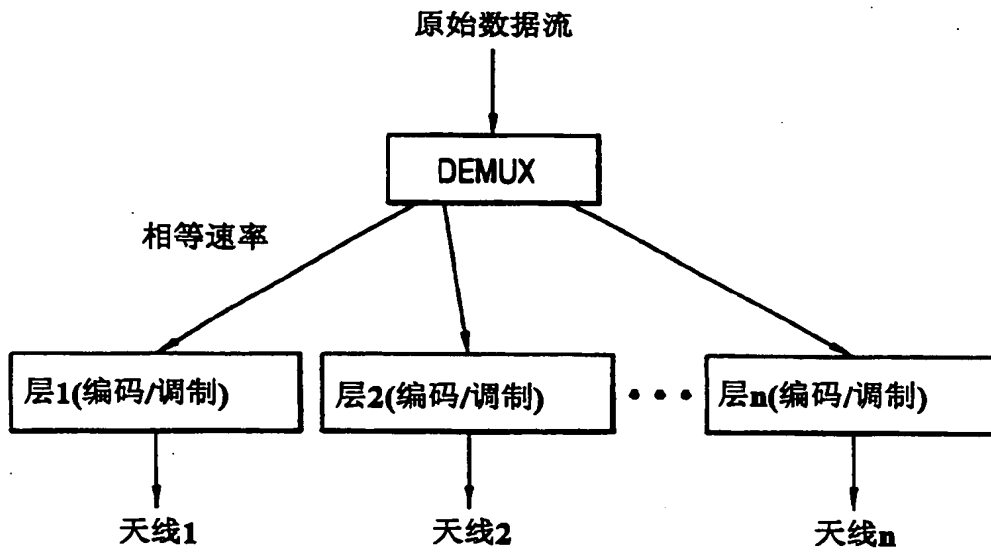 原始数据流
DEMUX
相等速率
层1(编码/调制)
层2(编码/调制)
层n(编码/调制)
天线1
天线2
天线n